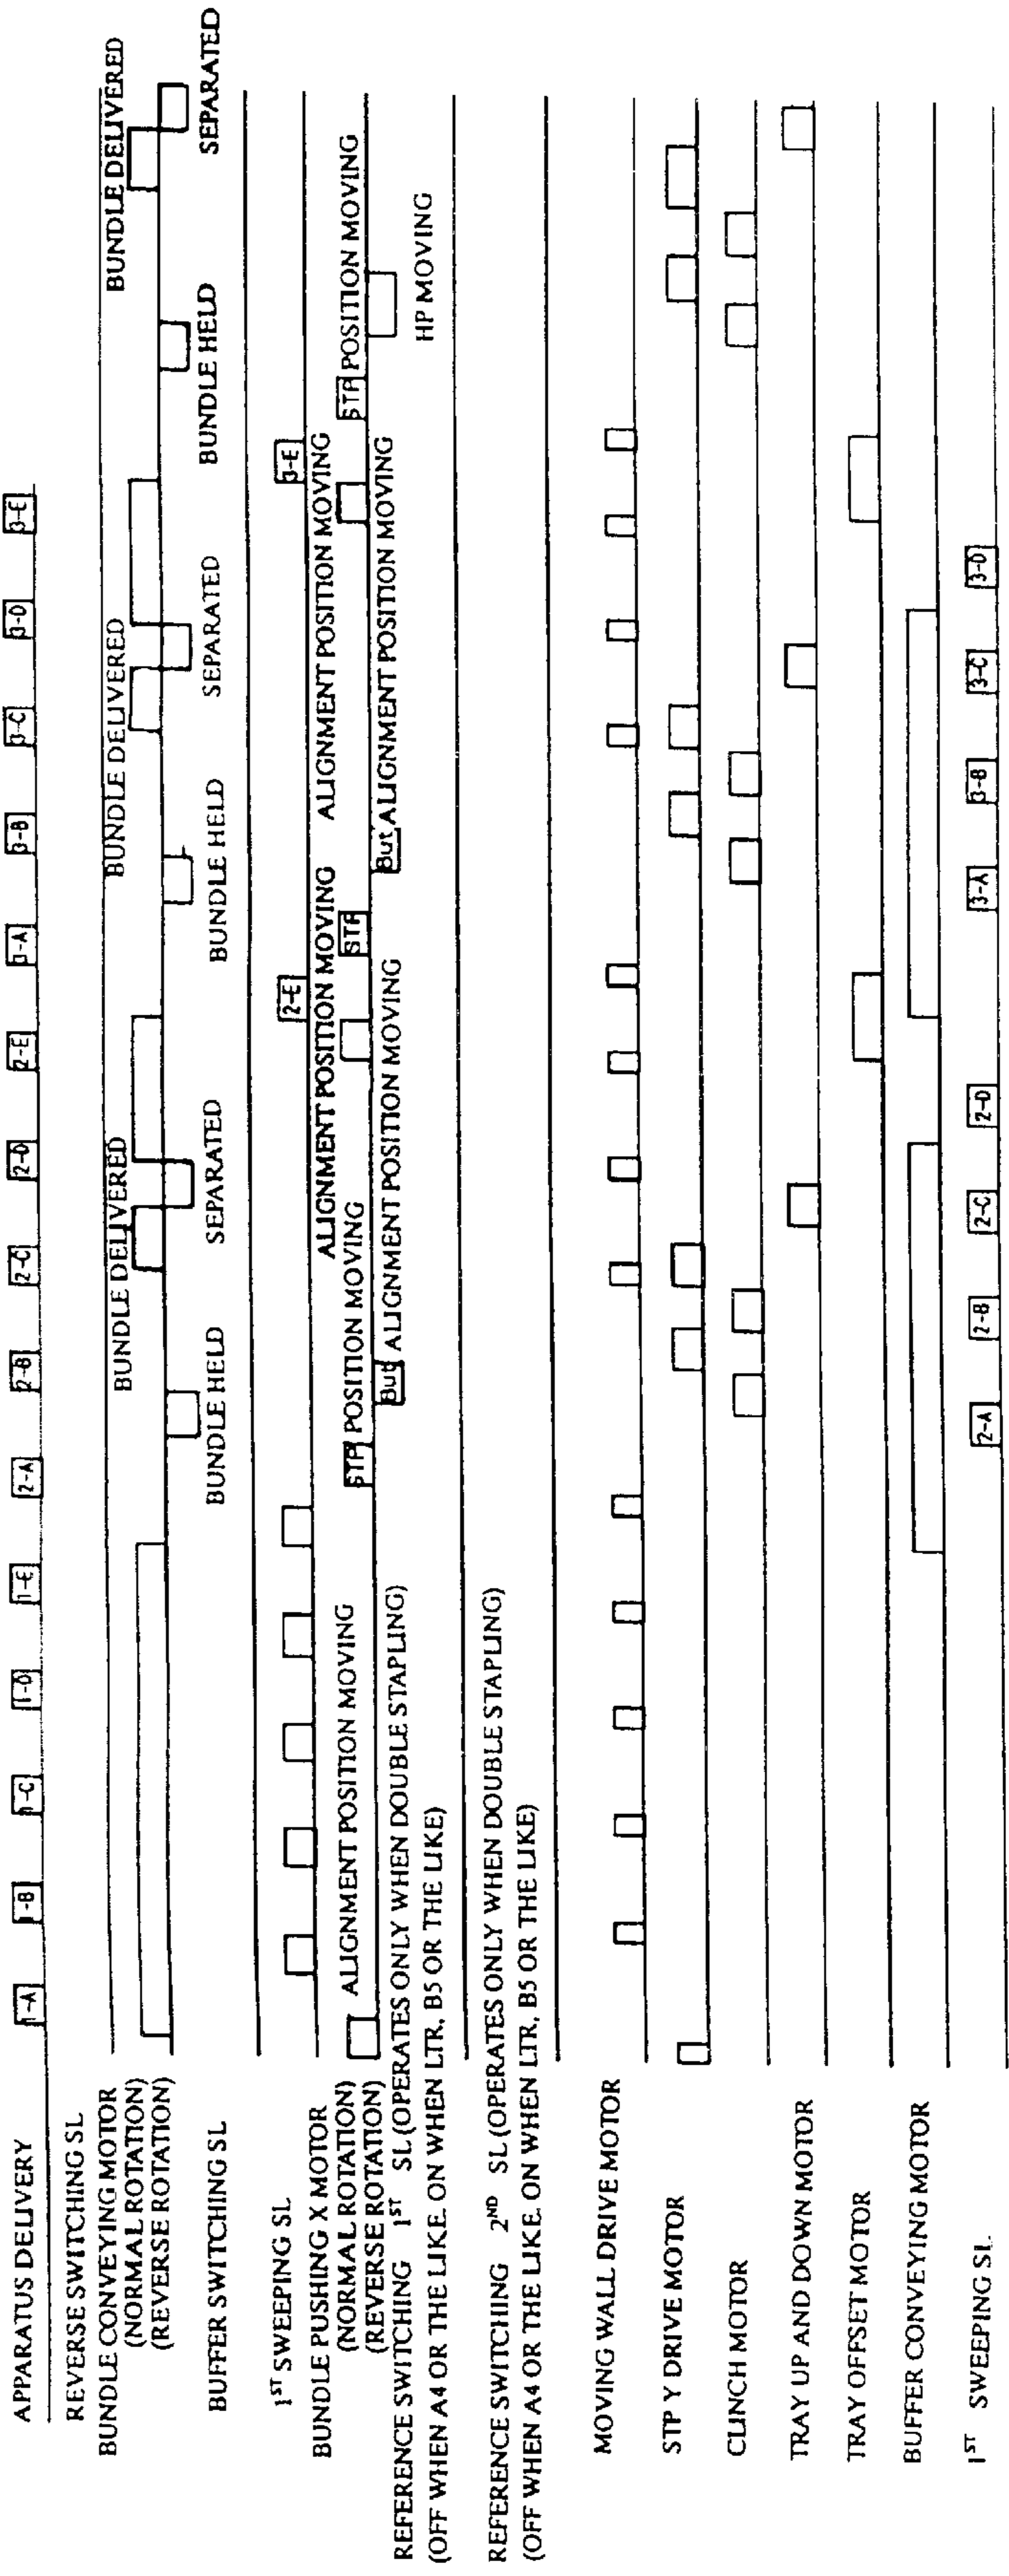 APPARATUS DELIVERY
1-A 1-B 1-C 1-D 1-E 2-A 2-B 2-C 2-D 2-E 3-A 3-B 3-C 3-D 3-E
REVERSE SWITCHING SL
BUNDLE CONVEYING MOTOR
BUNDLE DELIVERED BUNDLE DELIVERED BUNDLE DELIVERED
(NORMAL ROTATION)
(REVERSE ROTATION)
BUFFER SWITCHING SL
BUNDLE HELD SEPARATED BUNDLE HELD SEPARATED BUNDLE HELD SEPARATED
1ST SWEEPING SL
2-E 3-E
BUNDLE PUSHING X MOTOR
ALIGNMENT POSITION MOVING ALIGNMENT POSITION MOVING
(NORMAL ROTATION)
ALIGNMENT POSITION MOVING STP POSITION MOVING STP STP POSITION MOVING
(REVERSE ROTATION)
But ALIGNMENT POSITION MOVING But ALIGNMENT POSITION MOVING
HP MOVING
REFERENCE SWITCHING 1ST SL (OPERATES ONLY WHEN DOUBLE STAPLING)
(OFF WHEN A4 OR THE LIKE. ON WHEN LTR, B5 OR THE LIKE)
REFERENCE SWITCHING 2ND SL (OPERATES ONLY WHEN DOUBLE STAPLING)
(OFF WHEN A4 OR THE LIKE. ON WHEN LTR, B5 OR THE LIKE)
MOVING WALL DRIVE MOTOR
STP Y DRIVE MOTOR
CLINCH MOTOR
TRAY UP AND DOWN MOTOR
TRAY OFFSET MOTOR
BUFFER CONVEYING MOTOR
1ST SWEEPING SL.
2-A 2-B 2-C 2-D 3-A 3-B 3-C 3-D